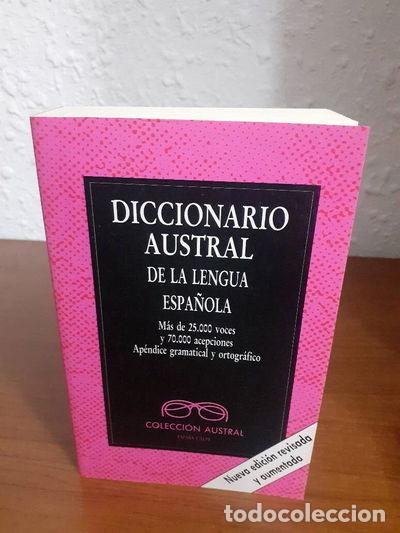 DICCIONARIO
AUSTRAL
DE LA LENGUA
ESPAÑOLA
Más de 25.000 voces
y 70.000 acepciones
Apéndice gramatical y ortográfico
COLECCIÓN AUSTRAL
ESPASA CALPE
Nueva edición revisada
y aumentada
todocoleccion